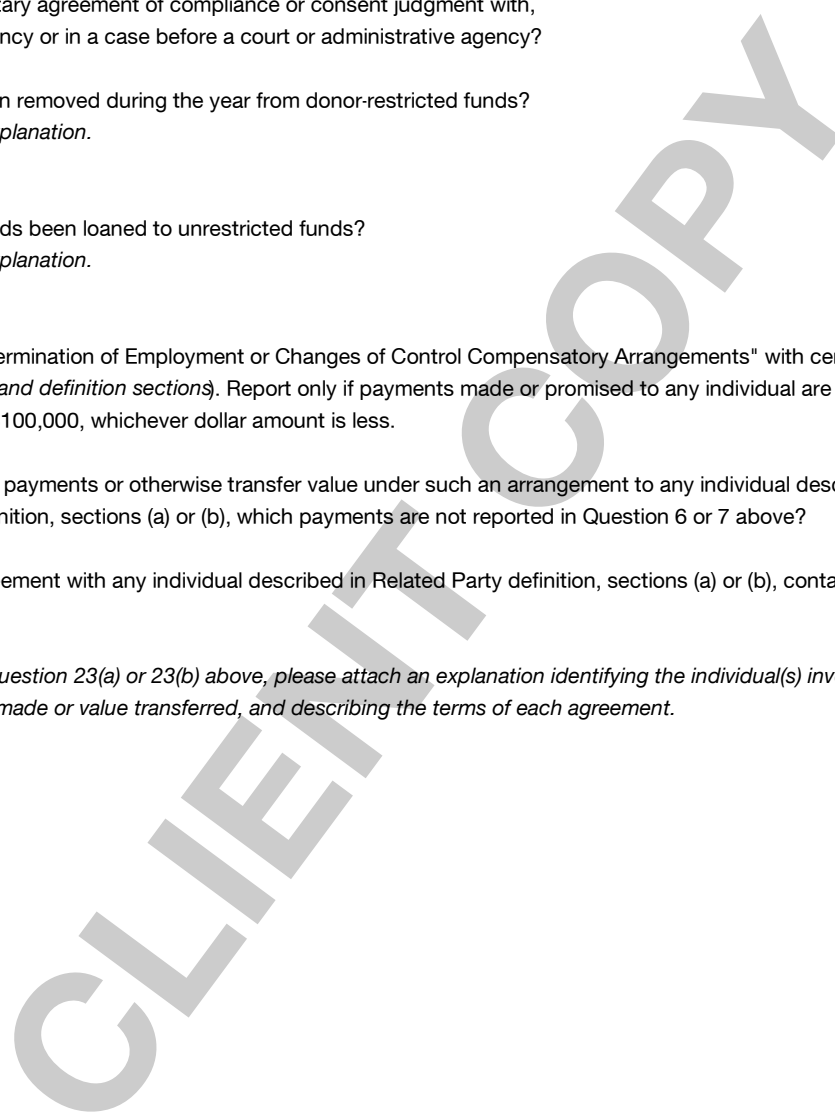 tary agreement of compliance or consent judgment with,
ncy or in a case before a court or administrative agency?
n removed during the year from donor-restricted funds?
planation.
ds been loaned to unrestricted funds?
planation.
ermination of Employment or Changes of Control Compensatory Arrangements" with cer
and definition sections). Report only if payments made or promised to any individual are
100,000, whichever dollar amount is less.
payments or otherwise transfer value under such an arrangement to any individual desc
nition, sections (a) or (b), which payments are not reported in Question 6 or 7 above?
ement with any individual described in Related Party definition, sections (a) or (b), conta
uestion 23(a) or 23(b) above, please attach an explanation identifying the individual(s) inv
made or value transferred, and describing the terms of each agreement.
CLIENT COPY